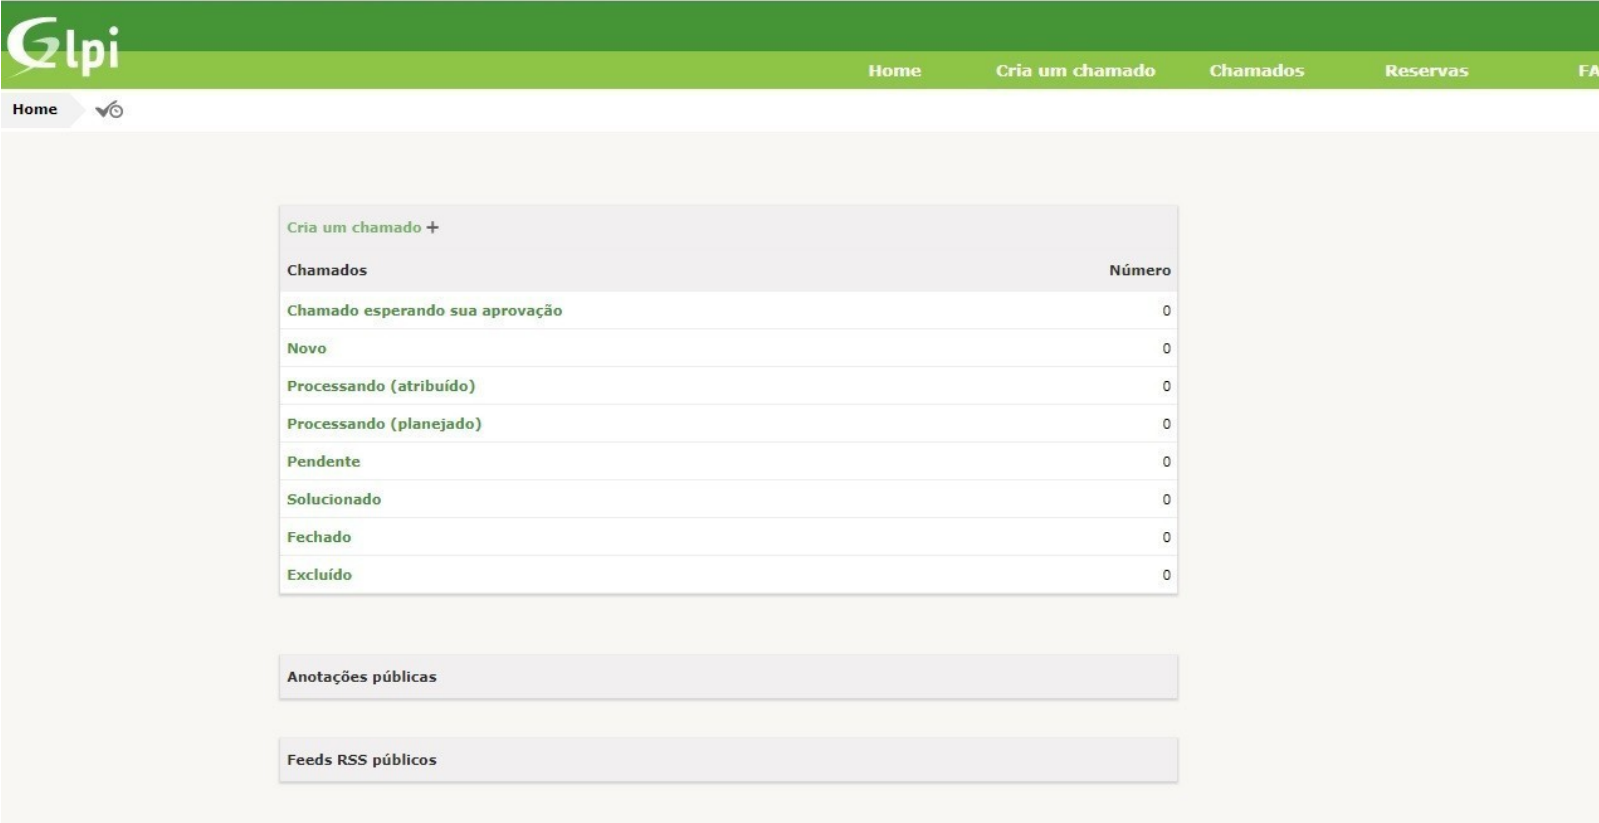 Glpi
Home Cria um chamado Chamados Reservas FA
Home
Cria um chamado +
Chamados Número
Chamado esperando sua aprovação 0
Novo 0
Processando (atribuído) 0
Processando (planejado) 0
Pendente 0
Solucionado 0
Fechado 0
Excluído 0
Anotações públicas
Feeds RSS públicos